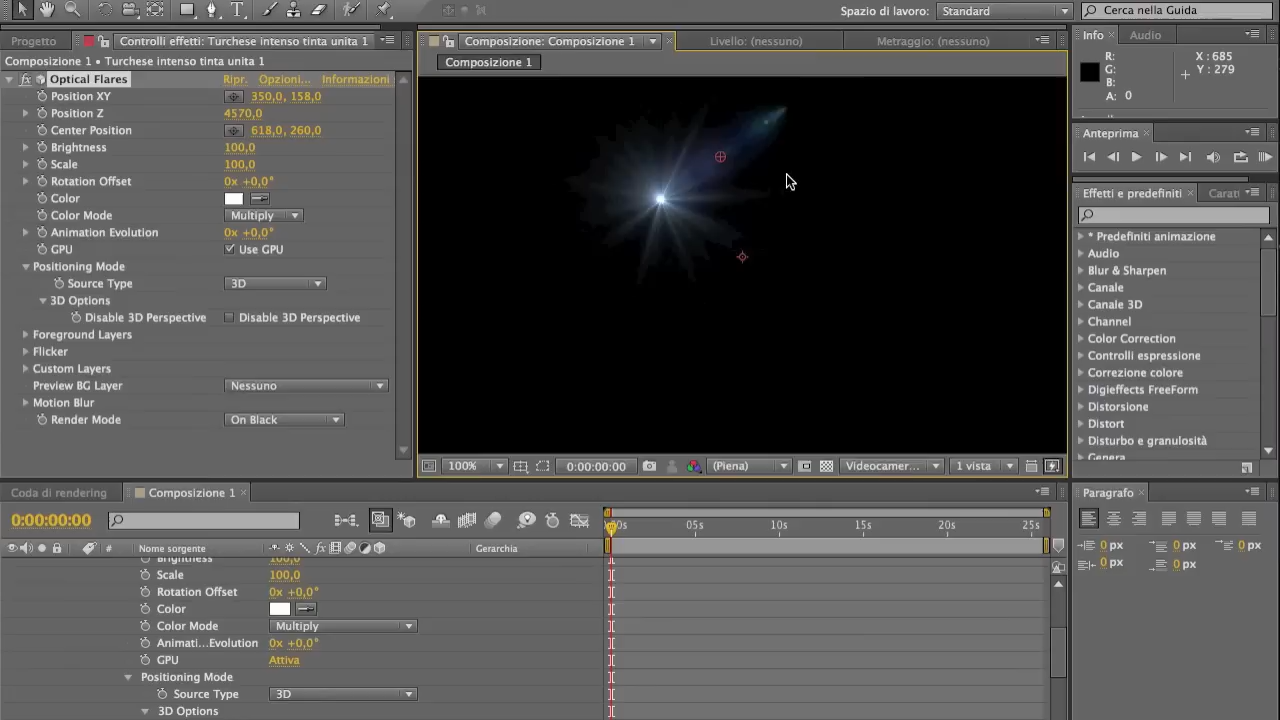 Spazio di lavoro: Standard
Cerca nella Guida
Progetto
Controlli effetti: Turchese intenso tinta unita 1
Composizione 1 • Turchese intenso tinta unita 1
Optical Flares Ripr. Opzioni... Informazioni
Position XY 350,0, 158,0
Position Z 4570,0
Center Position 618,0, 260,0
Brightness 100,0
Scale 100,0
Rotation Offset 0x +0,0°
Color
Color Mode Multiply
Animation Evolution 0x +0,0°
GPU Use GPU
Positioning Mode
Source Type 3D
3D Options
Disable 3D Perspective Disable 3D Perspective
Foreground Layers
Flicker
Custom Layers
Preview BG Layer Nessuno
Motion Blur
Render Mode On Black
Composizione: Composizione 1
Livello: (nessuno)
Metraggio: (nessuno)
Composizione 1
100%
0:00:00:00
(Piena)
Videocamer...
1 vista
Info Audio
R: X : 685
G: Y : 279
B:
A: 0
Anteprima
Effetti e predefiniti Caratt
* Predefiniti animazione
Audio
Blur & Sharpen
Canale
Canale 3D
Channel
Color Correction
Controlli espressione
Correzione colore
Digieffects FreeForm
Distorsione
Distort
Disturbo e granulosità
Genera
Coda di rendering
Composizione 1
0:00:00:00
# Nome sorgente
Gerarchia
Brightness 100,0
Scale 100,0
Rotation Offset 0x +0,0°
Color
Color Mode Multiply
Animati...Evolution 0x +0,0°
GPU Attiva
Positioning Mode
Source Type 3D
3D Options
00s 05s 10s 15s 20s 25s
Paragrafo
0 px 0 px 0 px
0 px 0 px